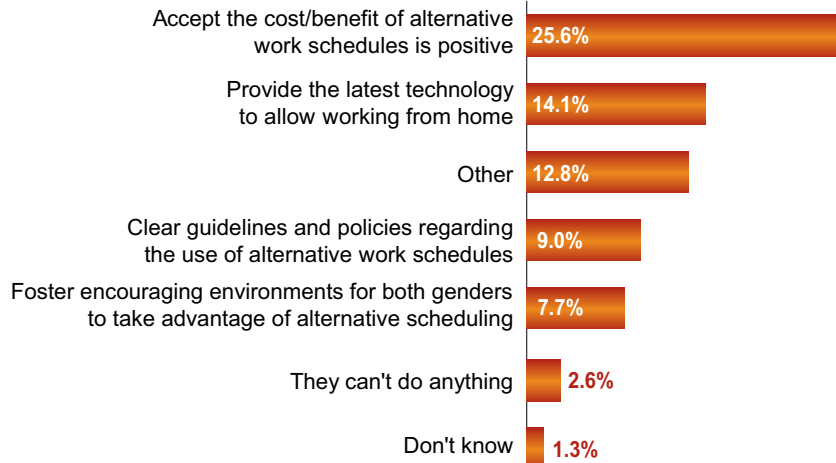 Accept the cost/benefit of alternative
work schedules is positive
25.6%
Provide the latest technology
to allow working from home
14.1%
Other
12.8%
Clear guidelines and policies regarding
the use of alternative work schedules
9.0%
Foster encouraging environments for both genders
to take advantage of alternative scheduling
7.7%
They can't do anything
2.6%
Don't know
1.3%